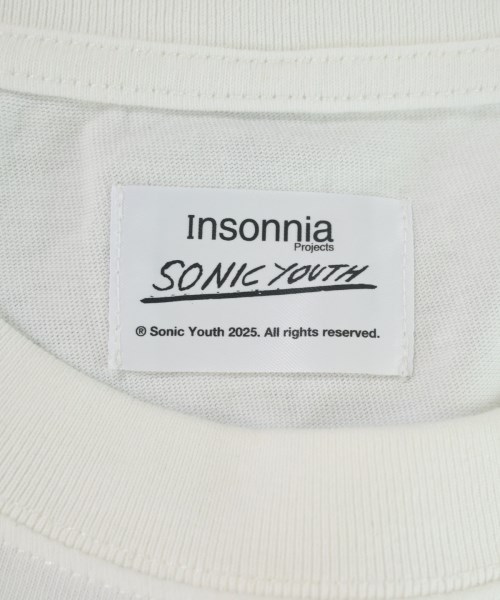 Insonnia
Projects
SONIC YOUTH
® Sonic Youth 2025. All rights reserved.